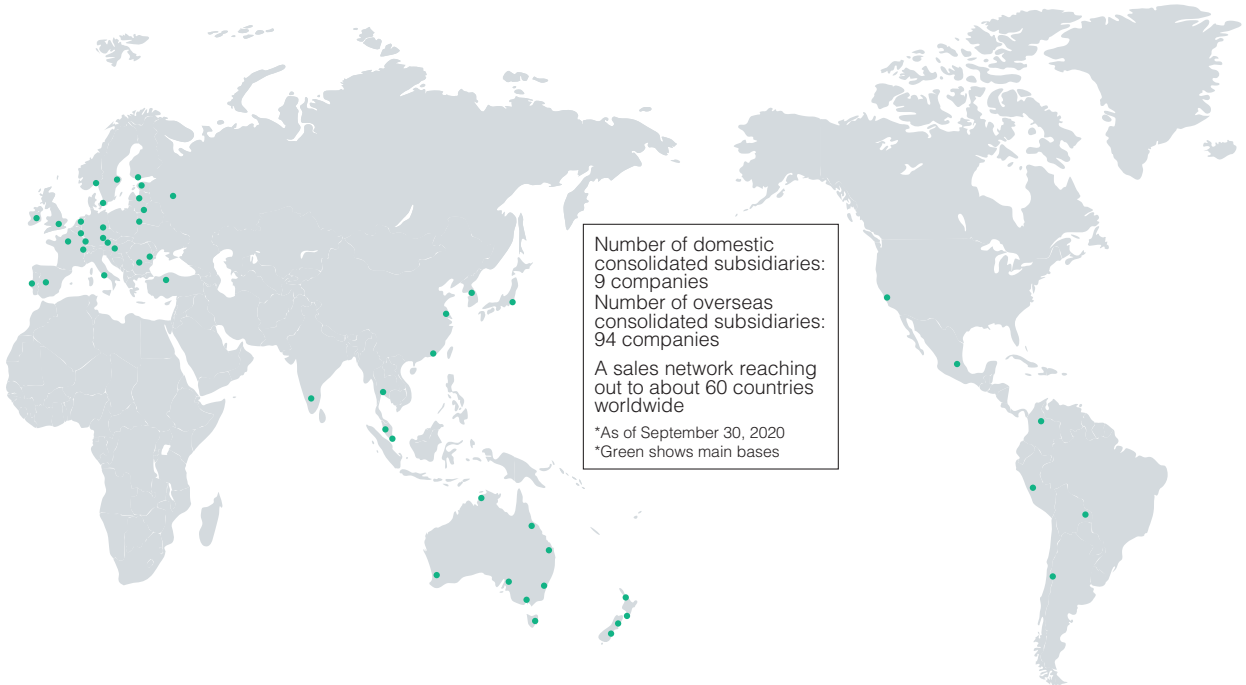 Number of domestic
consolidated subsidiaries:
9 companies
Number of overseas
consolidated subsidiaries:
94 companies
A sales network reaching
out to about 60 countries
worldwide
*As of September 30, 2020
*Green shows main bases